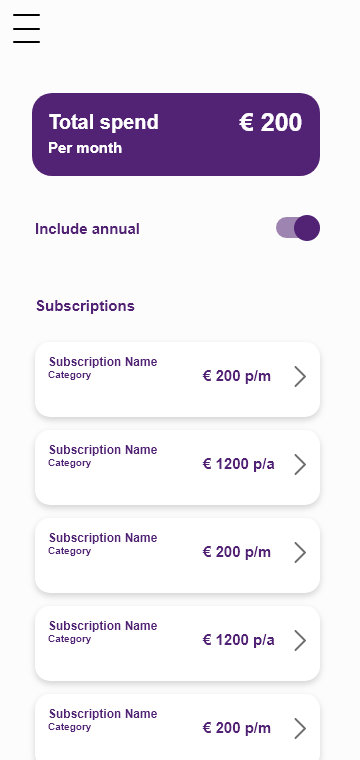 Total spend € 200
Per month
Include annual
Subscriptions
Subscription Name
Category
€ 200 p/m
Subscription Name
Category
€ 1200 p/a
Subscription Name
Category
€ 200 p/m
Subscription Name
Category
€ 1200 p/a
Subscription Name
Category
€ 200 p/m